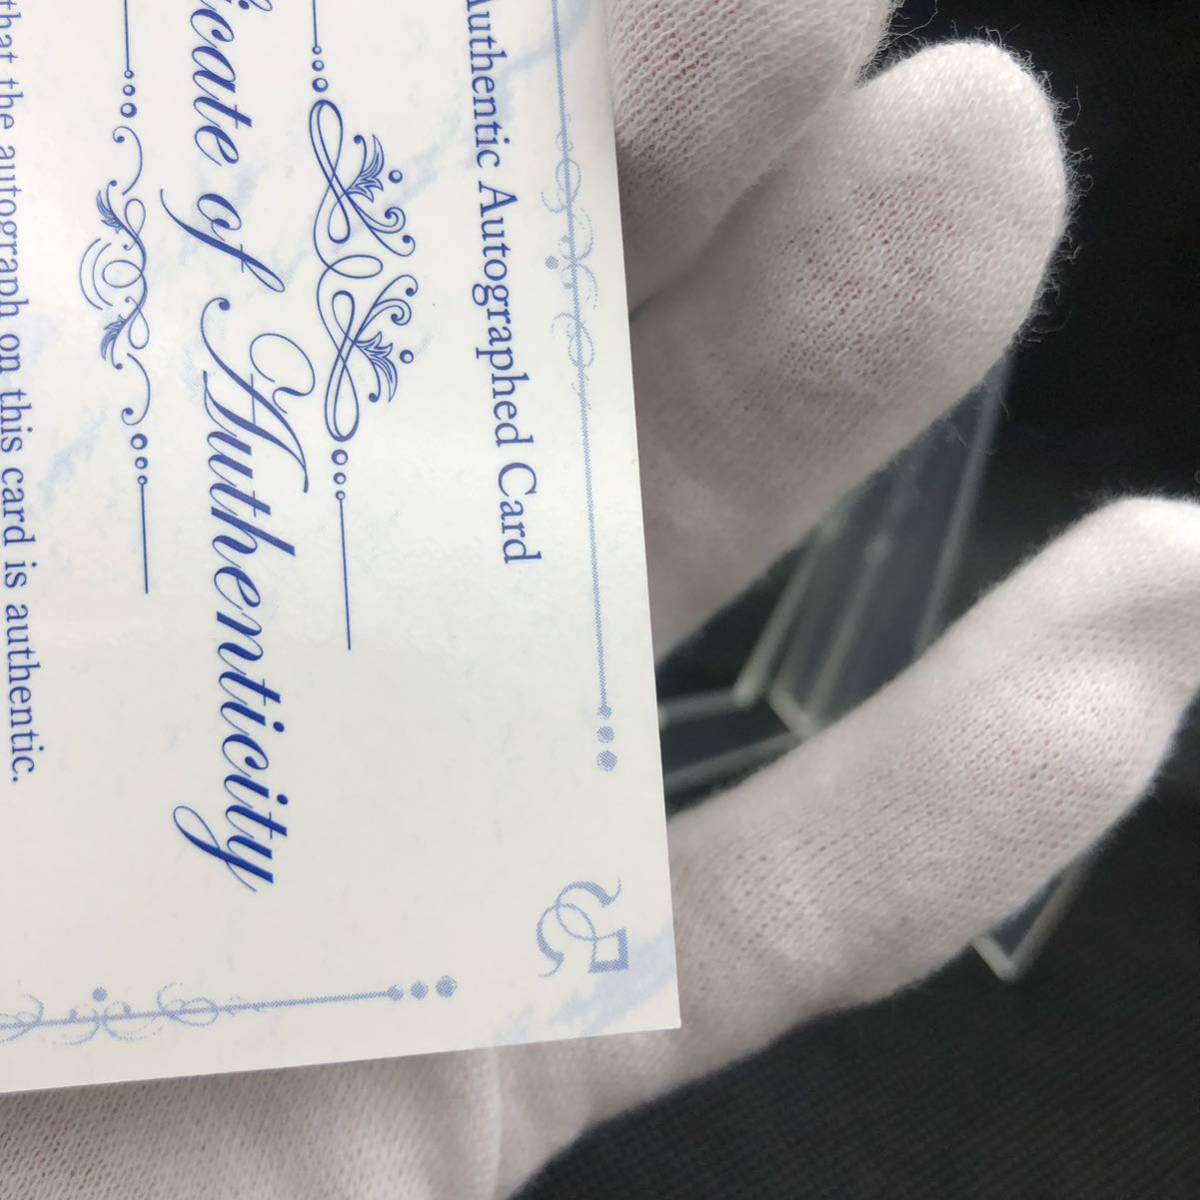 Authentic Autographed Card
icate of Authenticity
that the autograph on this card is authentic.